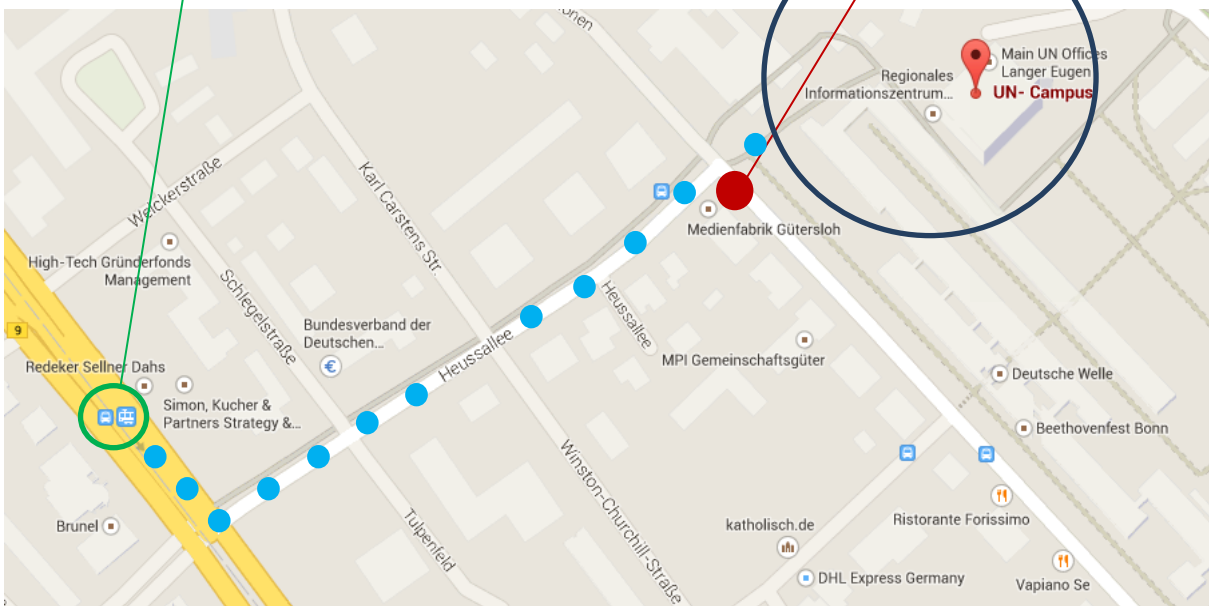 onen
Main UN Offices
Langer Eugen
UN- Campus
Regionales
Informationszentrum...
Weickerstraße
Karl Carstens Str.
Medienfabrik Gütersloh
High-Tech Gründerfonds
Management
Schlegelstraße
Heussallee
9
Bundesverband der
Deutschen...
€
Heussallee
MPI Gemeinschaftsgüter
Redeker Sellner Dahs
Deutsche Welle
Simon, Kucher &
Partners Strategy &...
Beethovenfest Bonn
Winston-Churchill-Straße
Brunel
Tulpenfeld
katholisch.de
Ristorante Forissimo
DHL Express Germany
Vapiano Se